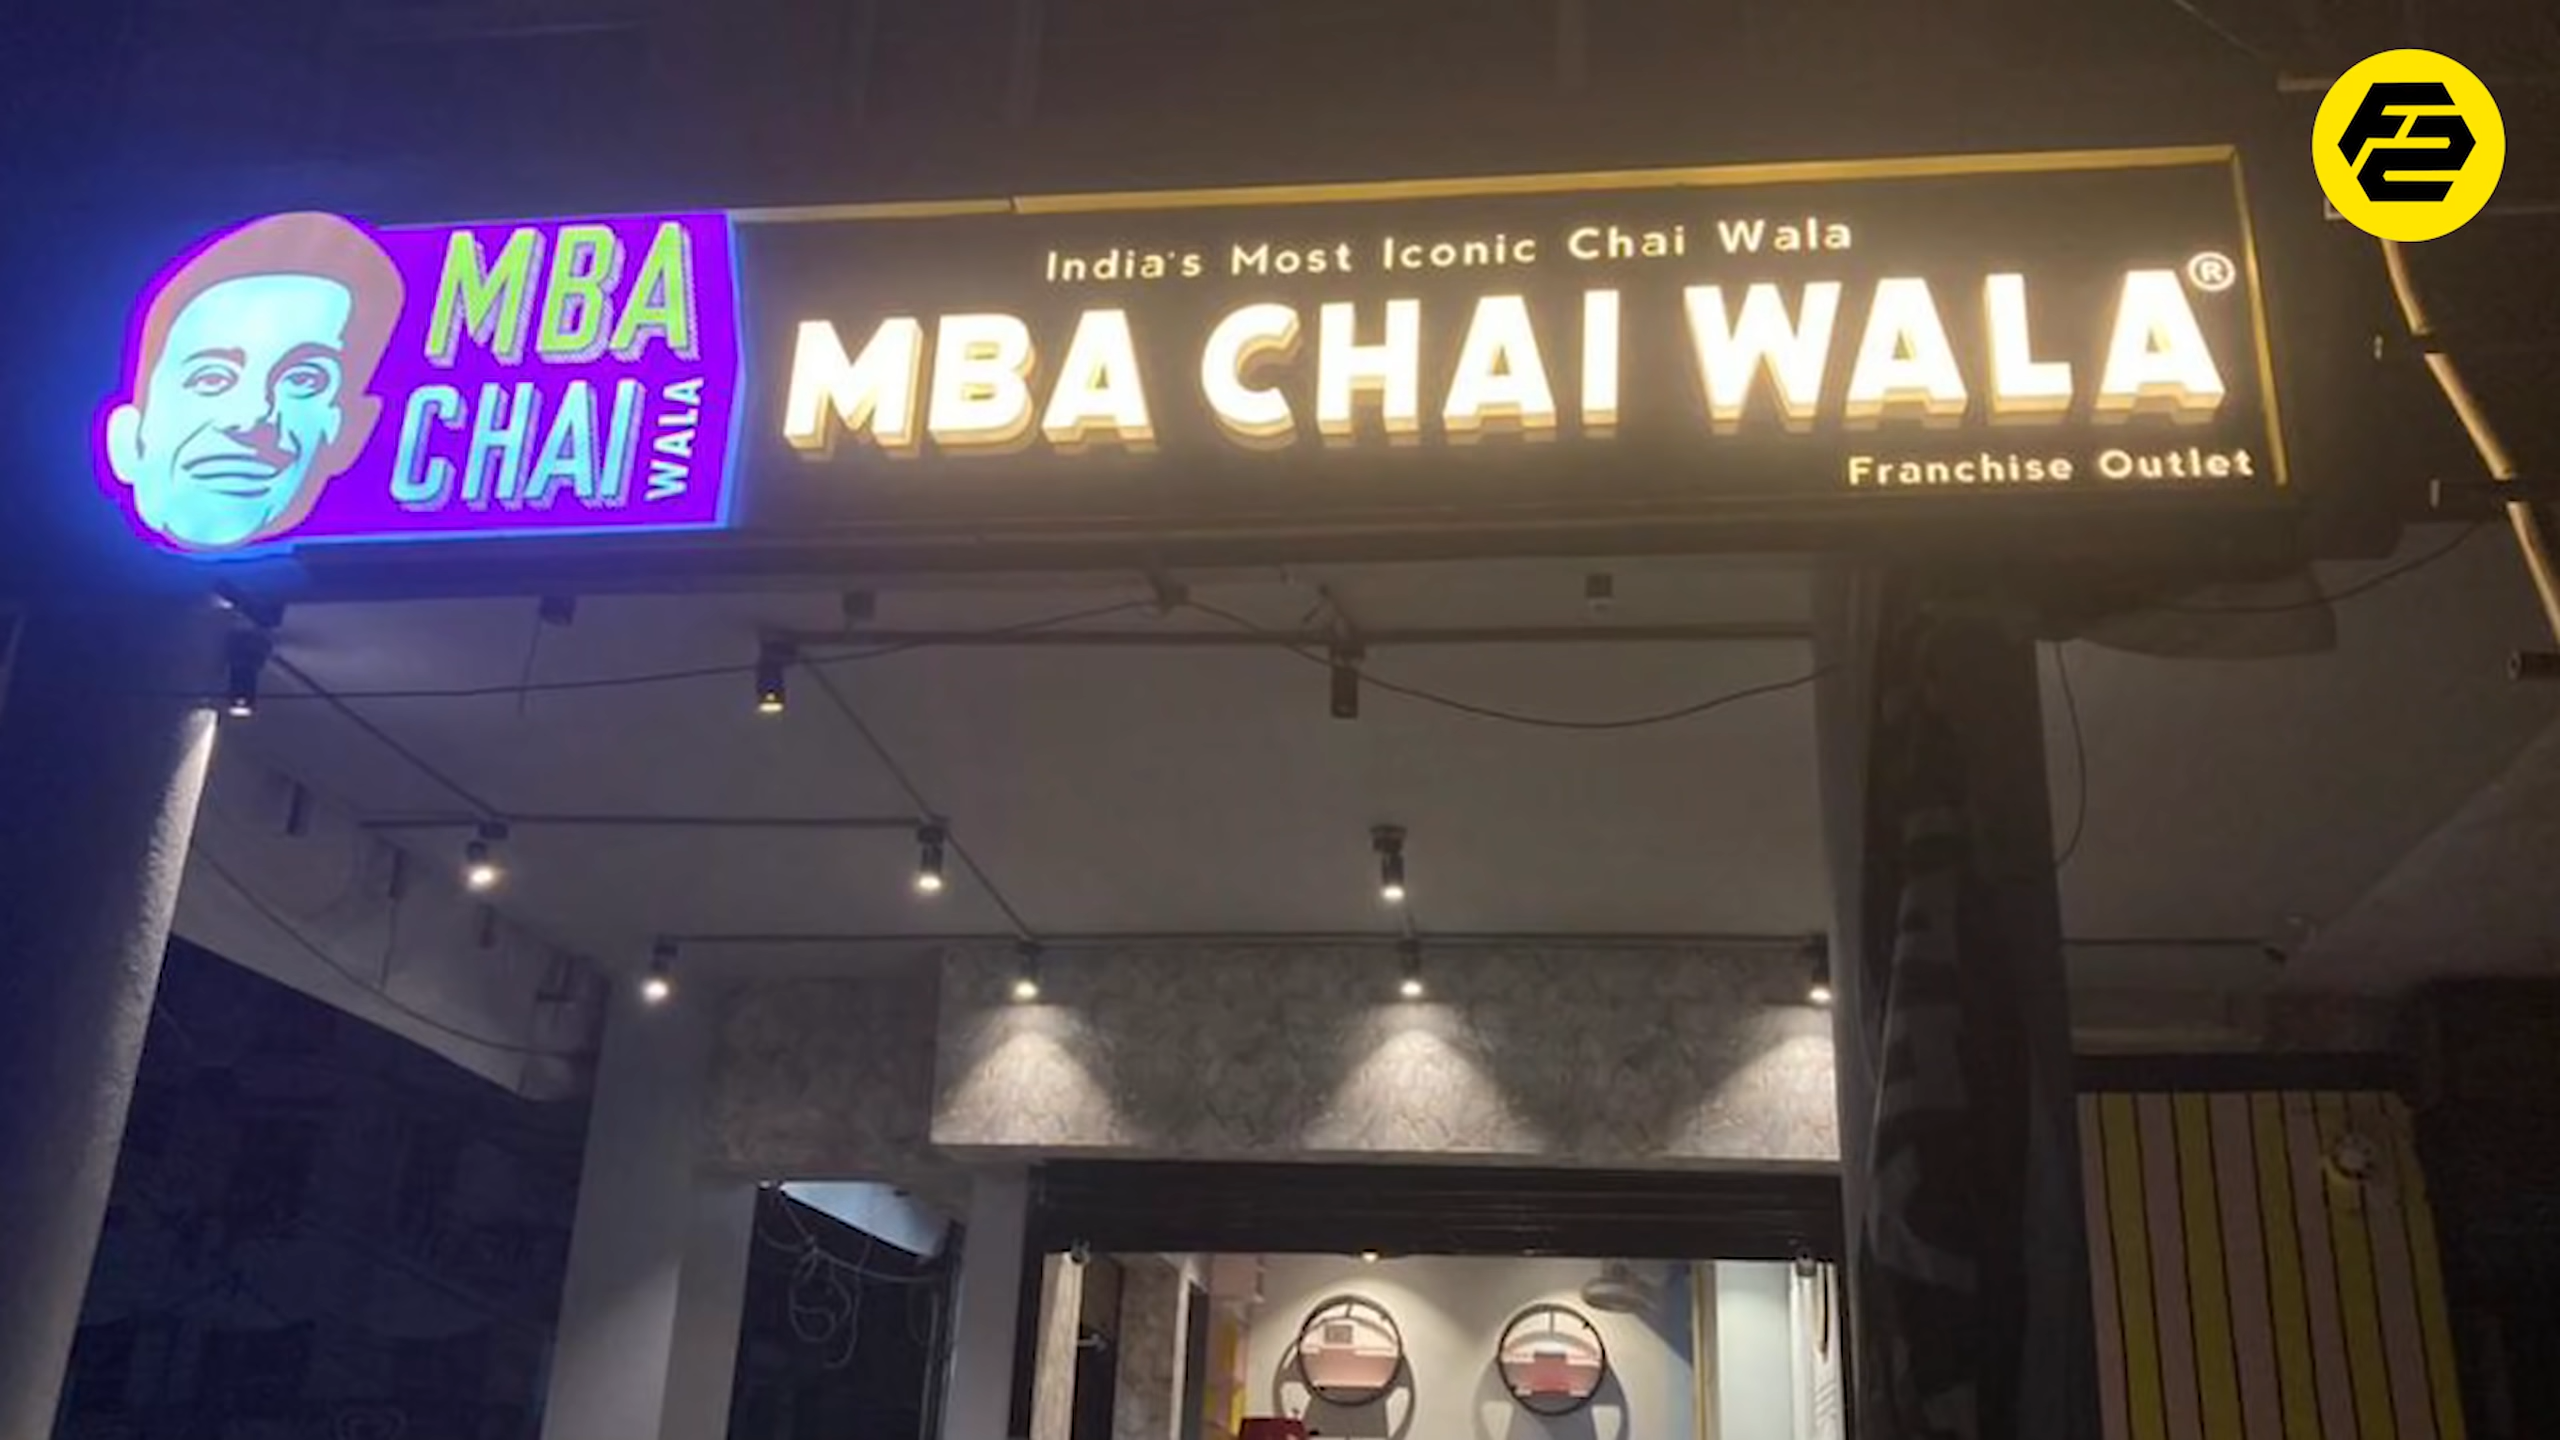 MBA
CHAI
WALA
India's Most Iconic Chai Wala
MBA CHAI WALA®
Franchise Outlet